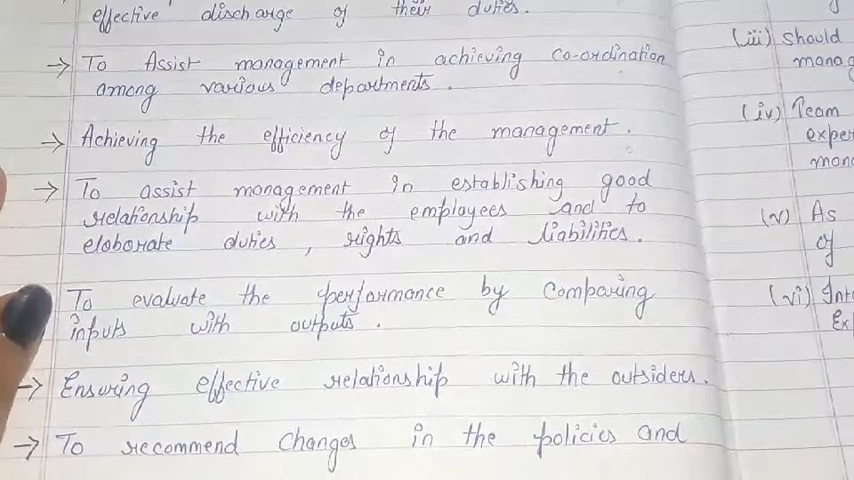 effective discharge of their duties.
→ To Assist management in achieving co-ordination
among various departments.
→ Achieving the efficiency of the management.
→ To assist management in establishing good
relationship with the employees and to
eloborate duties, rights and liabilities.
To evaluate the performance by comparing
inputs with outputs.
→ Ensuring effective relationship with the outsiders.
→ To recommend changes in the policies and
(iii) should
(iv) Team
(v) As
of
(vi)